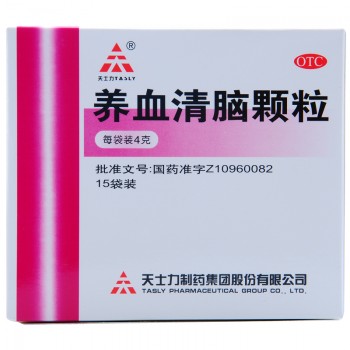 ®
天士力TASLY
OTC
养血清脑颗粒
每袋装4克
批准文号:国药准字Z10960082
15袋装
天士力制药集团股份有限公司
TASLY PHARMACEUTICAL GROUP CO., LTD.